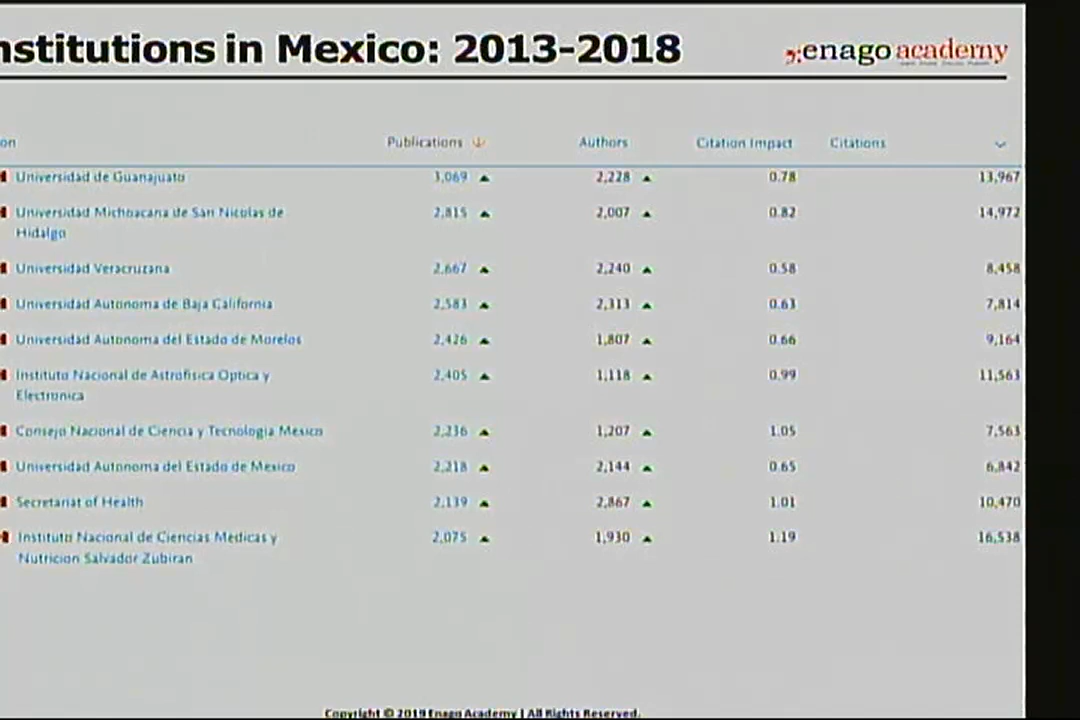 nstitutions in Mexico: 2013-2018
enago academy
on Publications Authors Citation Impact Citations
Universidad de Guanajuato 3,069 2,228 0.78 13,967
Universidad Michoacana de San Nicolas de
Hidalgo
2,815 2,007 0.82 14,972
Universidad Veracruzana 2,667 2,240 0.58 8,458
Universidad Autonoma de Baja California 2,583 2,313 0.63 7,814
Universidad Autonoma del Estado de Morelos 2,426 1,807 0.66 9,164
Instituto Nacional de Astrofisica Optica y
Electronica
2,405 1,118 0.99 11,563
Consejo Nacional de Ciencia y Tecnologia Mexico 2,236 1,207 1.05 7,563
Universidad Autonoma del Estado de Mexico 2,218 2,144 0.65 6,842
Secretariat of Health 2,139 2,867 1.01 10,470
Instituto Nacional de Ciencias Medicas y
Nutricion Salvador Zubiran
2,075 1,930 1.19 16,538
Copyright © 2019 Enago Academy | All Rights Reserved.